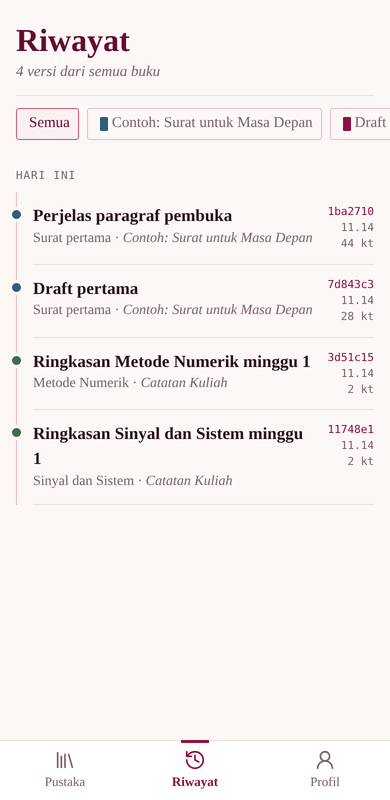 Riwayat
4 versi dari semua buku
Semua
Contoh: Surat untuk Masa Depan
Draft
HARI INI
Perjelas paragraf pembuka
1ba2710
Surat pertama · Contoh: Surat untuk Masa Depan
11.14
44 kt
Draft pertama
7d843c3
Surat pertama · Contoh: Surat untuk Masa Depan
11.14
28 kt
Ringkasan Metode Numerik minggu 1
3d51c15
Metode Numerik · Catatan Kuliah
11.14
2 kt
Ringkasan Sinyal dan Sistem minggu
1
11748e1
Sinyal dan Sistem · Catatan Kuliah
11.14
2 kt
Pustaka
Riwayat
Profil